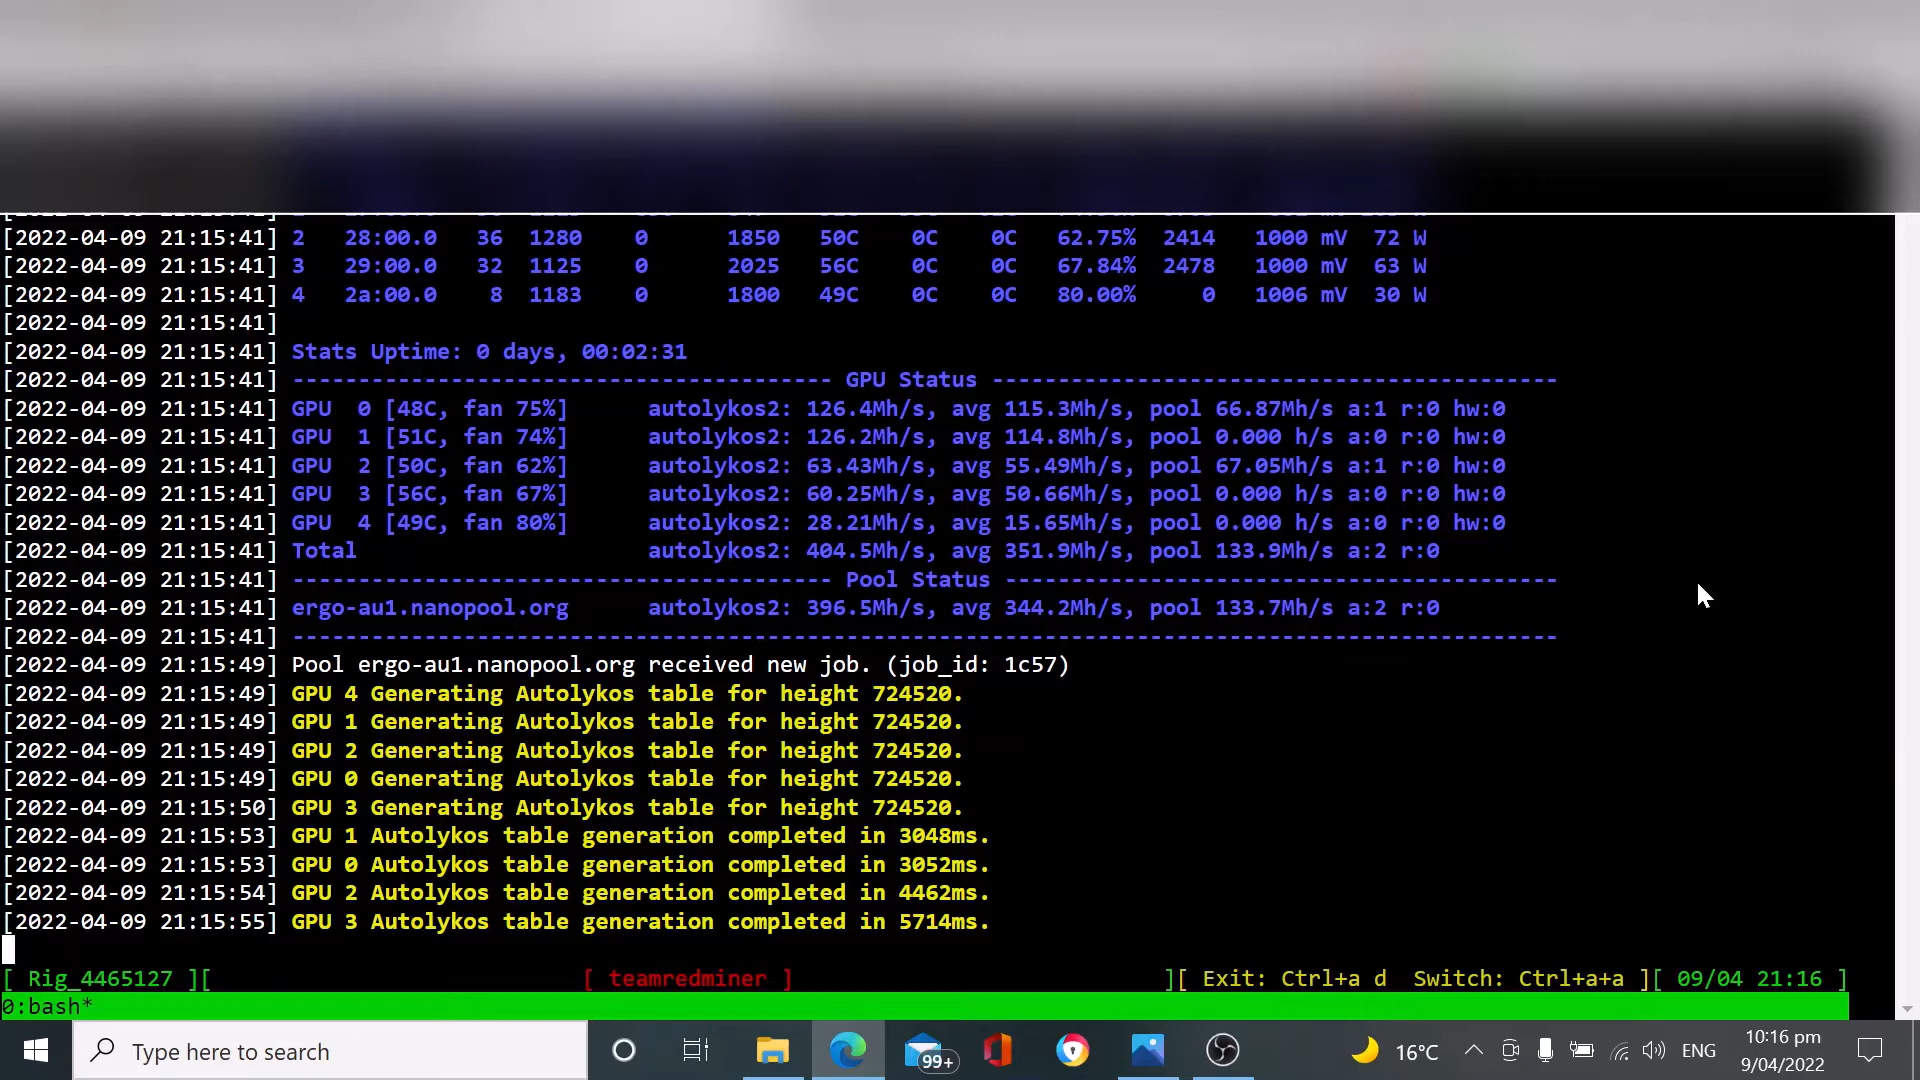 [2022-04-09 21:15:41] 2 28:00.0 36 1280 0 1850 50C 0C 0C 62.75% 2414 1000 mV 72 W
[2022-04-09 21:15:41] 3 29:00.0 32 1125 0 2025 56C 0C 0C 67.84% 2478 1000 mV 63 W
[2022-04-09 21:15:41] 4 2a:00.0 8 1183 0 1800 49C 0C 0C 80.00% 0 1006 mV 30 W
[2022-04-09 21:15:41]
[2022-04-09 21:15:41] Stats Uptime: 0 days, 00:02:31
[2022-04-09 21:15:41] ----------------------------------------- GPU Status -------------------------------------------
[2022-04-09 21:15:41] GPU 0 [48C, fan 75%] autolykos2: 126.4Mh/s, avg 115.3Mh/s, pool 66.87Mh/s a:1 r:0 hw:0
[2022-04-09 21:15:41] GPU 1 [51C, fan 74%] autolykos2: 126.2Mh/s, avg 114.8Mh/s, pool 0.000 h/s a:0 r:0 hw:0
[2022-04-09 21:15:41] GPU 2 [50C, fan 62%] autolykos2: 63.43Mh/s, avg 55.49Mh/s, pool 67.05Mh/s a:1 r:0 hw:0
[2022-04-09 21:15:41] GPU 3 [56C, fan 67%] autolykos2: 60.25Mh/s, avg 50.66Mh/s, pool 0.000 h/s a:0 r:0 hw:0
[2022-04-09 21:15:41] GPU 4 [49C, fan 80%] autolykos2: 28.21Mh/s, avg 15.65Mh/s, pool 0.000 h/s a:0 r:0 hw:0
[2022-04-09 21:15:41] Total autolykos2: 404.5Mh/s, avg 351.9Mh/s, pool 133.9Mh/s a:2 r:0
[2022-04-09 21:15:41] ----------------------------------------- Pool Status ------------------------------------------
[2022-04-09 21:15:41] ergo-au1.nanopool.org autolykos2: 396.5Mh/s, avg 344.2Mh/s, pool 133.7Mh/s a:2 r:0
[2022-04-09 21:15:41] ------------------------------------------------------------------------------------------------
[2022-04-09 21:15:49] Pool ergo-au1.nanopool.org received new job. (job_id: 1c57)
[2022-04-09 21:15:49] GPU 4 Generating Autolykos table for height 724520.
[2022-04-09 21:15:49] GPU 1 Generating Autolykos table for height 724520.
[2022-04-09 21:15:49] GPU 2 Generating Autolykos table for height 724520.
[2022-04-09 21:15:49] GPU 0 Generating Autolykos table for height 724520.
[2022-04-09 21:15:50] GPU 3 Generating Autolykos table for height 724520.
[2022-04-09 21:15:53] GPU 1 Autolykos table generation completed in 3048ms.
[2022-04-09 21:15:53] GPU 0 Autolykos table generation completed in 3052ms.
[2022-04-09 21:15:54] GPU 2 Autolykos table generation completed in 4462ms.
[2022-04-09 21:15:55] GPU 3 Autolykos table generation completed in 5714ms.
[ Rig_4465127 ][ [ teamredminer ] ][ Exit: Ctrl+a d Switch: Ctrl+a+a ][ 09/04 21:16 ]
0:bash*
Type here to search 99+ 16°C ENG 10:16 pm
9/04/2022